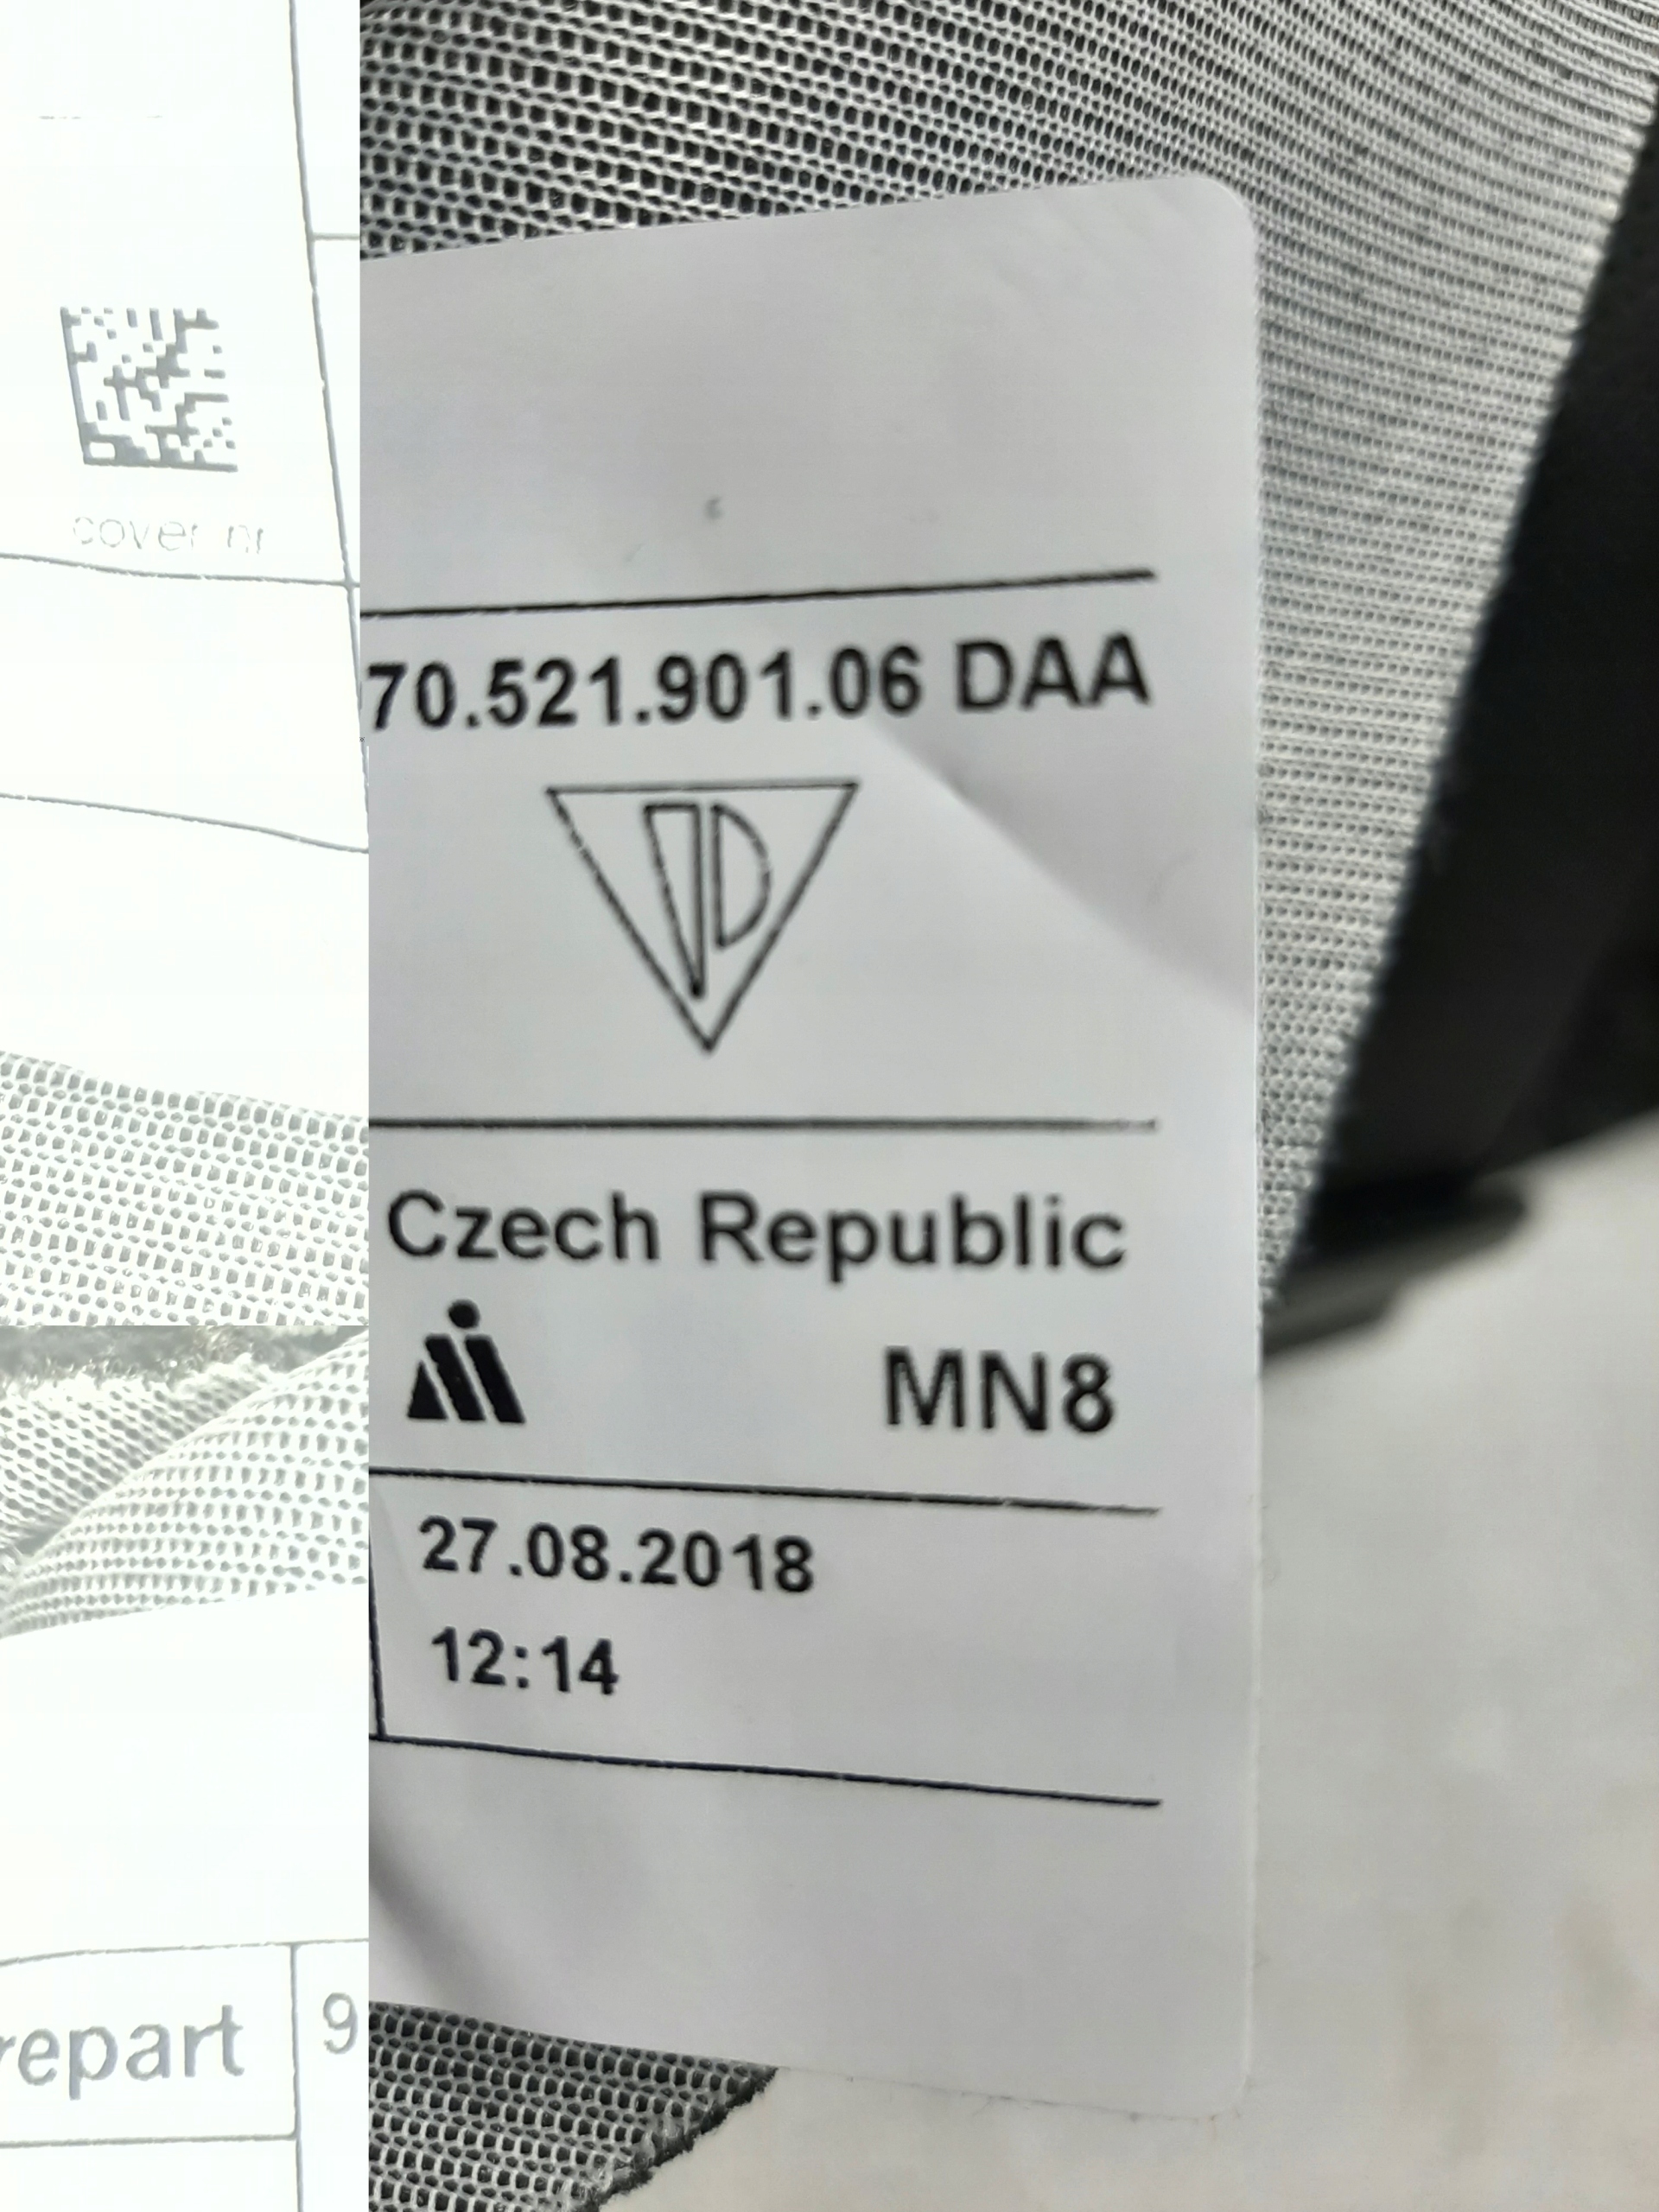 cover nr
70.521.901.06 DAA
Czech Republic
MN8
27.08.2018
12:14
repart
9